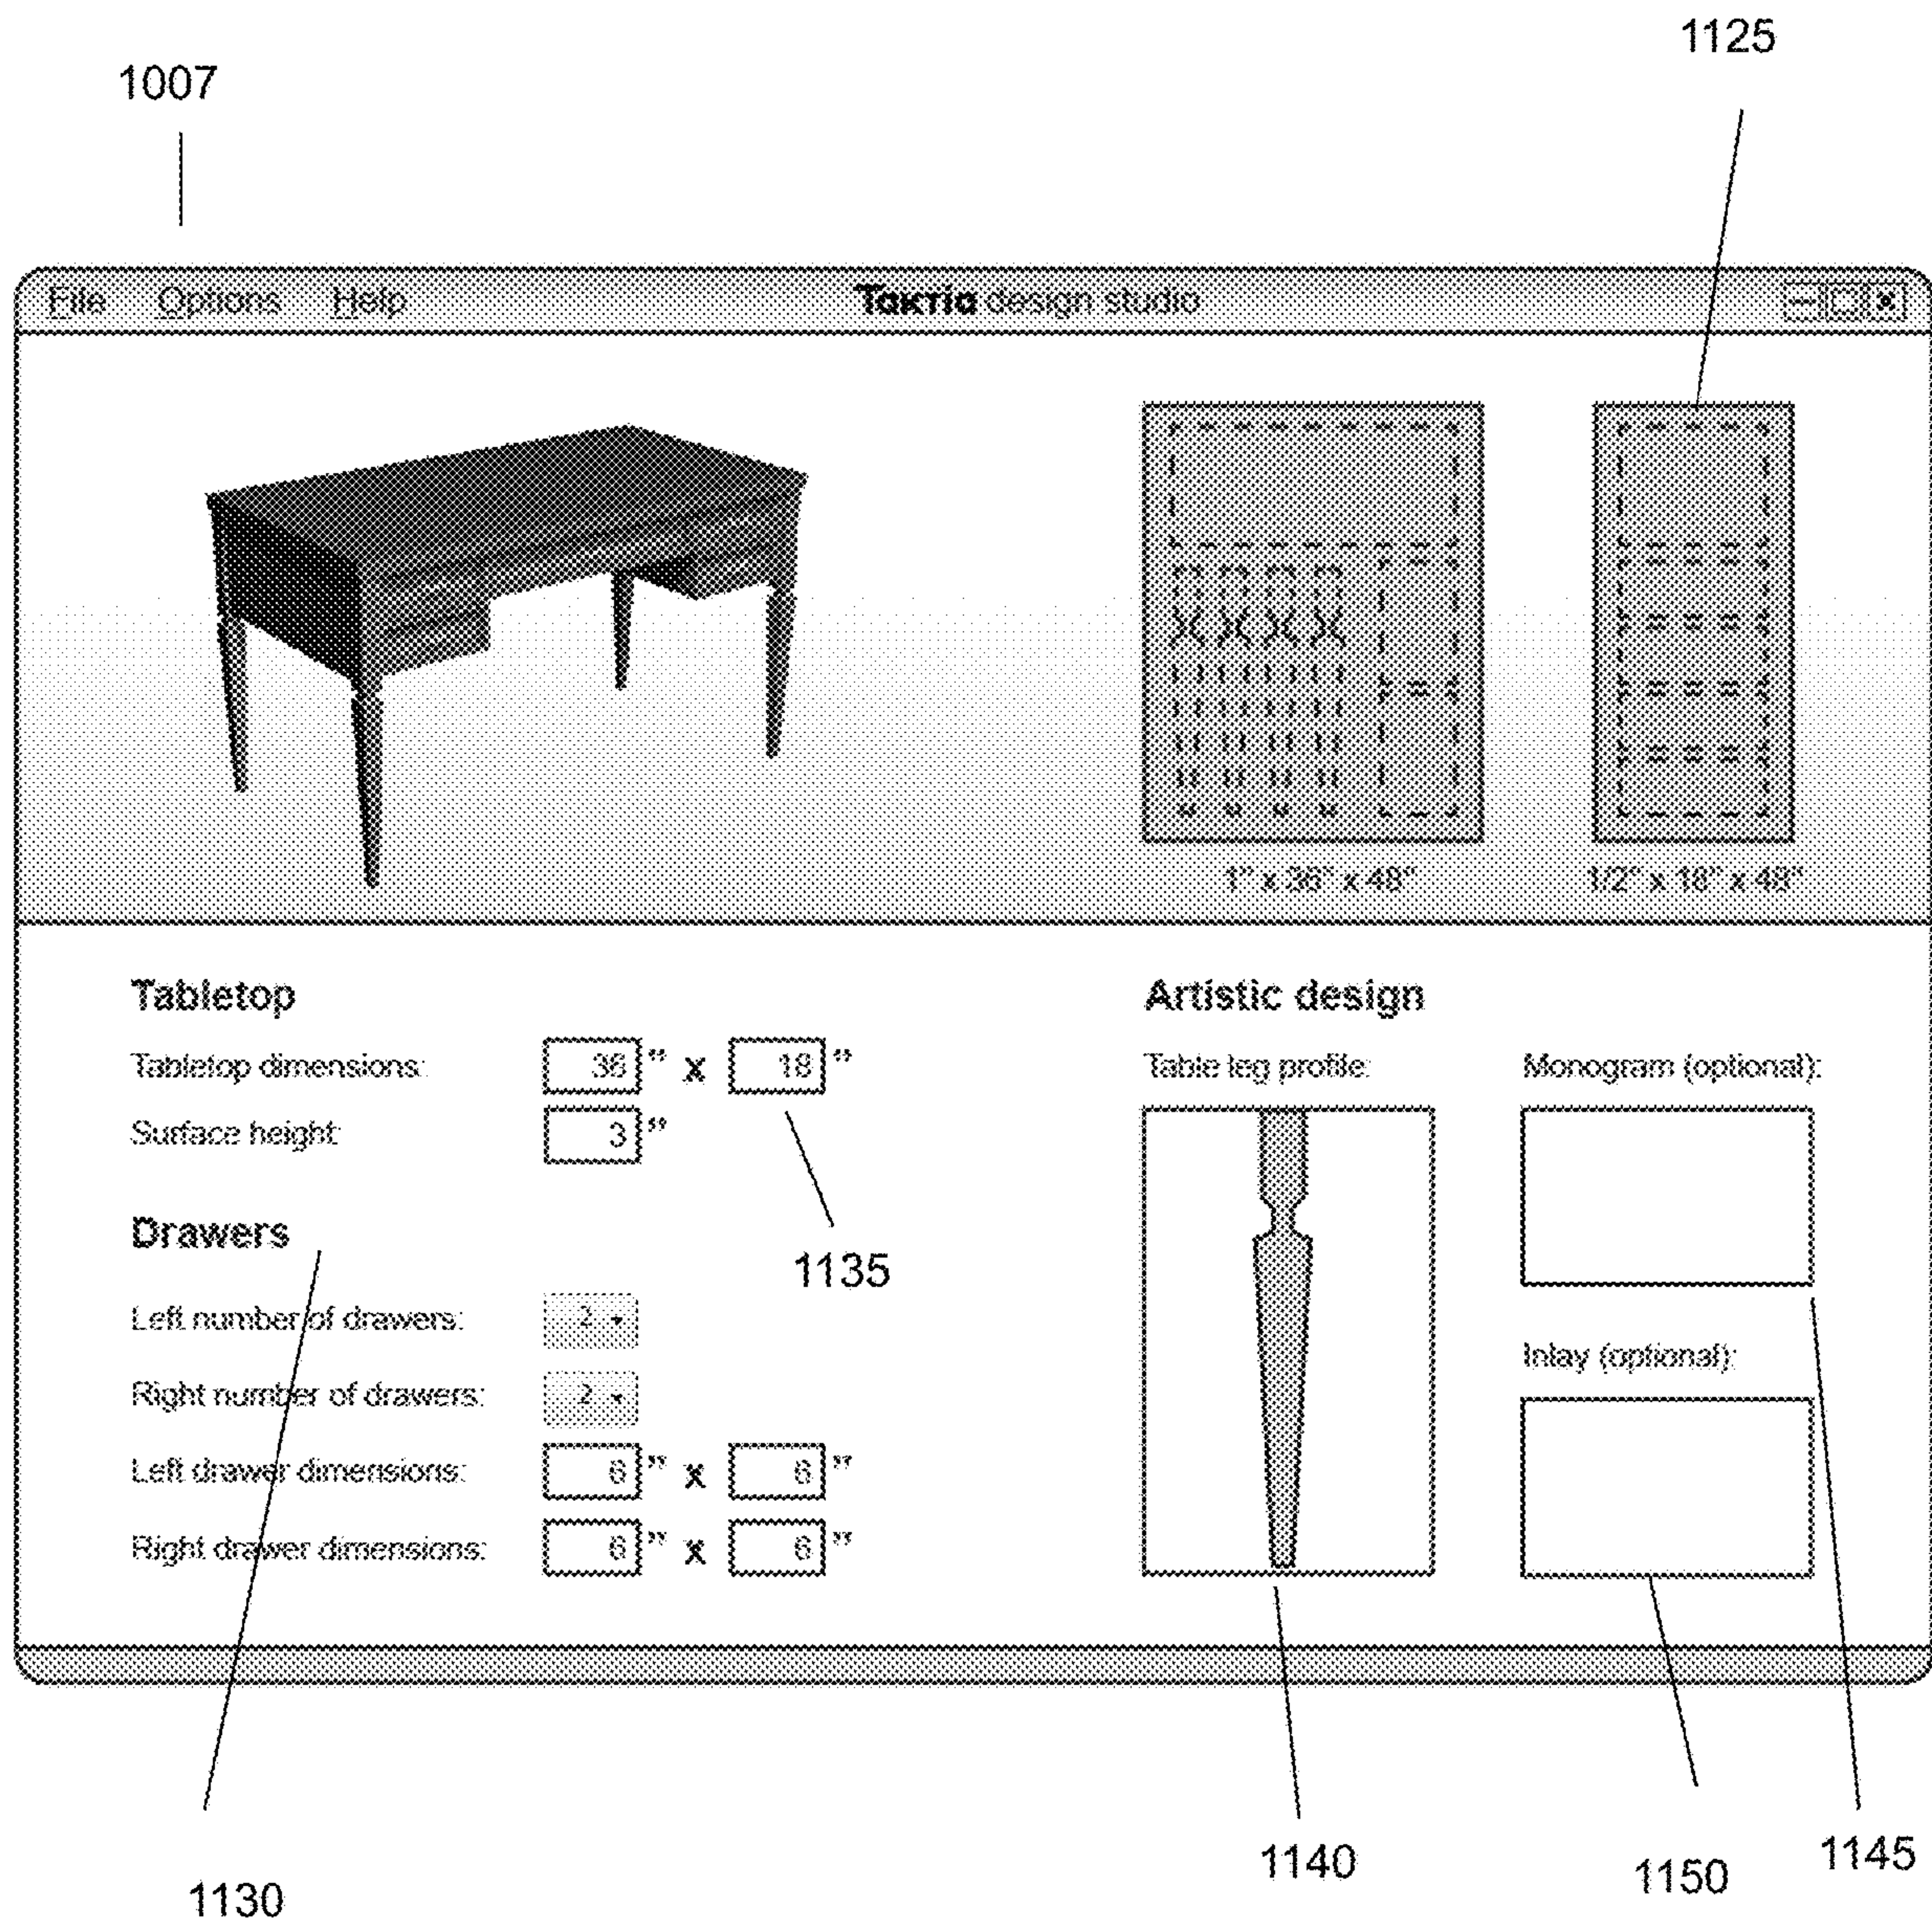 1125
1007
File Options Help Taktia design studio
1" x 36" x 48" 1/2" x 18" x 48"
Tabletop Artistic design
Tabletop dimensions: 36 " x 18 " Table leg profile: Monogram (optional):
Surface height: 3 "
Drawers
1135
Left number of drawers: 2
Inlay (optional):
Right number of drawers: 2
Left drawer dimensions: 6 " x 6 "
Right drawer dimensions: 6 " x 6 "
1140 1150 1145
1130